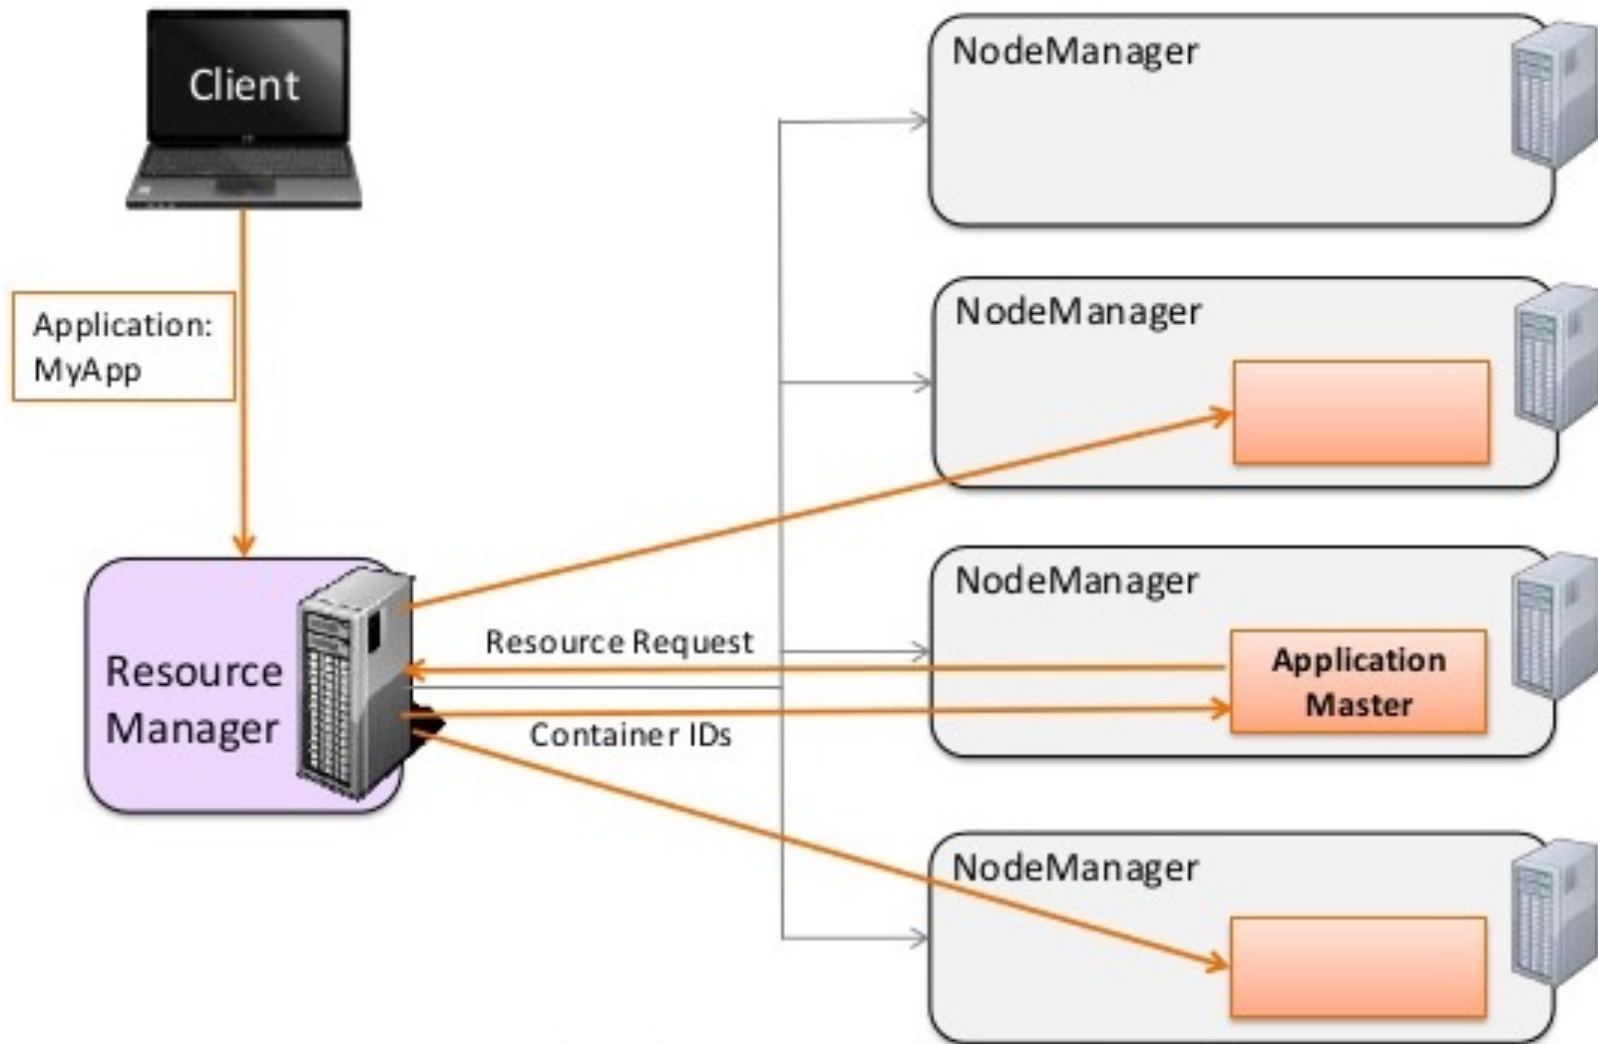 Client
NodeManager
Application:
MyApp
NodeManager
Resource
Manager
Resource Request
Container IDs
NodeManager
Application
Master
NodeManager